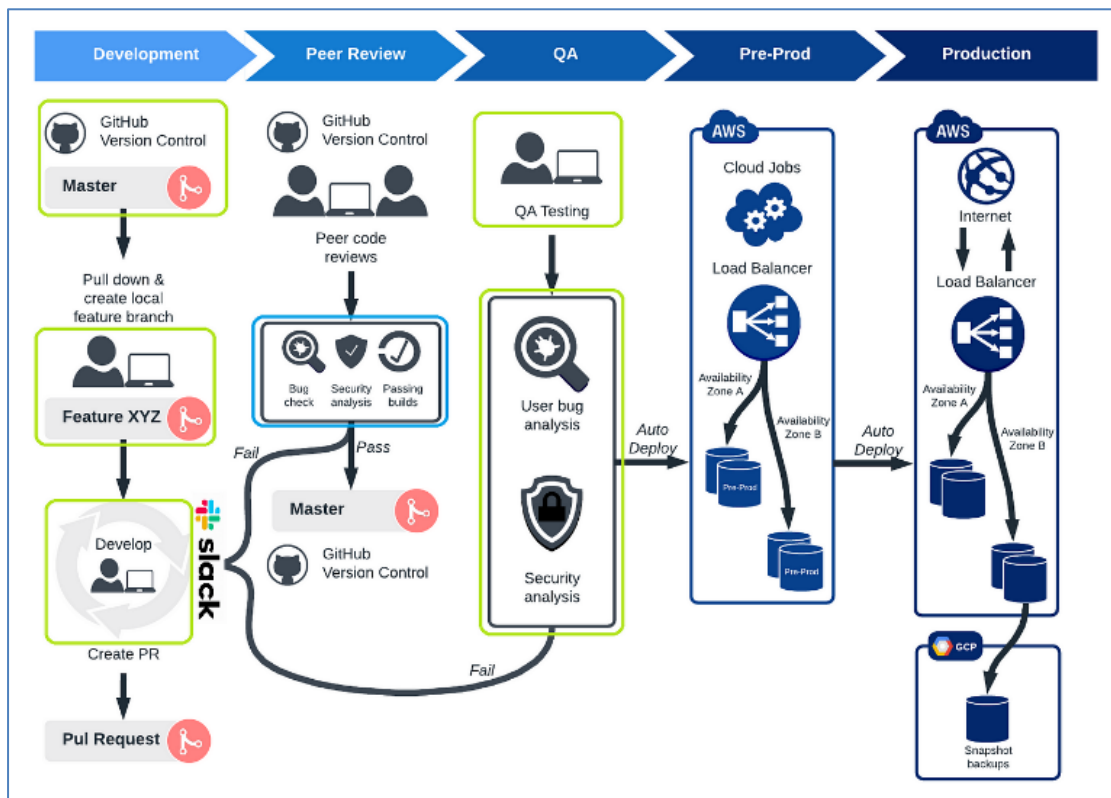 Development
Peer Review
QA
Pre-Prod
Production
GitHub
Version Control
Master
Pull down &
create local
feature branch
Feature XYZ
Develop
slack
Create PR
Pul Request
GitHub
Version Control
Peer code
reviews
Bug
check
Security
analysis
Passing
builds
Fail
Pass
Master
GitHub
Version Control
Fail
QA Testing
User bug
analysis
Security
analysis
Auto
Deploy
AWS
Cloud Jobs
Load Balancer
Availability
Zone A
Availability
Zone B
Pre-Prod
Pre-Prod
Auto
Deploy
AWS
Internet
Load Balancer
Availability
Zone A
Availability
Zone B
GCP
Snapshot
backups